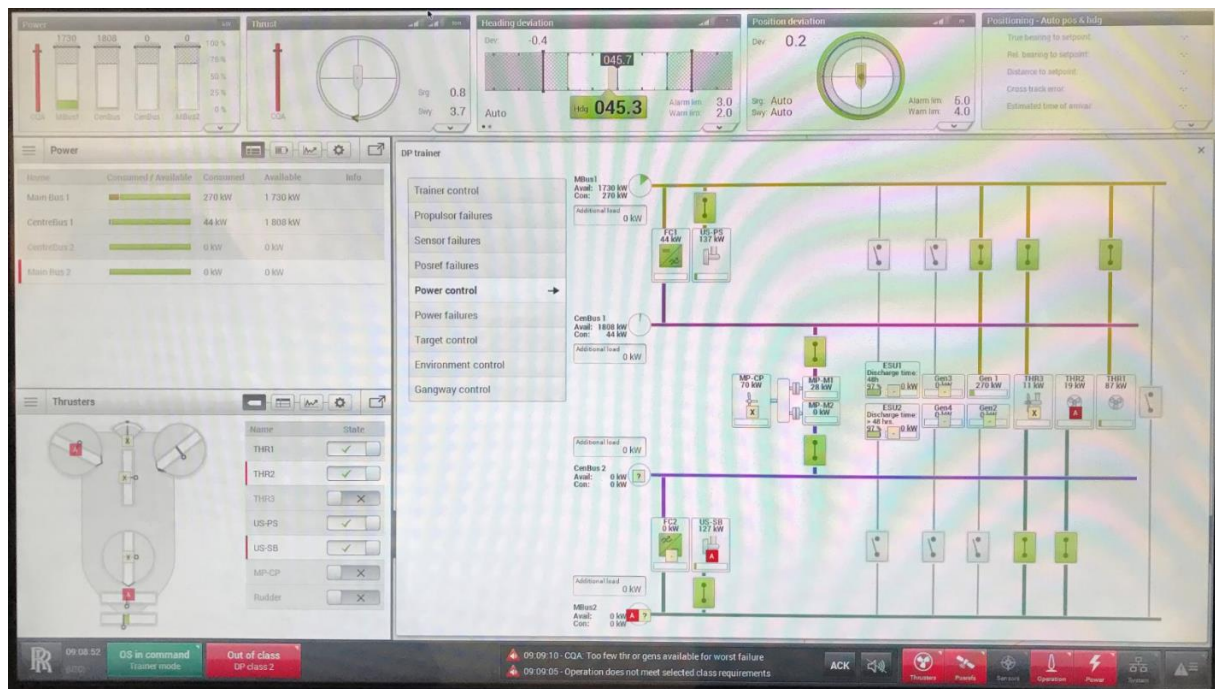 Power
1730 1808 0 0
100 %
75%
50 %
25%
0 %
CQA MBus1 CenBus CenBus MBus2
Thrust
CQA
Srg 0.8
Swy 3.7
Heading deviation
Dev -0.4
045.7
Hdg 045.3
Auto
Alarm lim 3.0
Warn lim 2.0
Position deviation
Dev 0.2
Srg Auto
Swy Auto
Alarm lim 5.0
Warn lim 4.0
Positioning - Auto pos & hdg
True bearing to setpoint:
Rel. bearing to setpoint:
Distance to setpoint:
Cross track error:
Estimated time of arrival:
Power
Name Consumed / Available Consumed Available Info
Main Bus 1 270 kW 1 730 kW
CentreBus 1 44 kW 1 808 kW
CentreBus 2 0 kW 0 kW
Main Bus 2 0 kW 0 kW
Thrusters
Name State
THR1
THR2
THR3
US-PS
US-SB
MP-CP
Rudder
DP trainer
Trainer control
Propulsor failures
Sensor failures
Posref failures
Power control
Power failures
Target control
Environment control
Gangway control
MBus1
Avail: 1730 kW
Con: 270 kW
Additional load
0 kW
FC1
44 kW
US-PS
137 kW
CenBus 1
Avail: 1808 kW
Con: 44 kW
Additional load
0 kW
MP-CP
70 kW
X
MP-M1
28 kW
MP-M2
0 kW
ESU1
Discharge time:
48h
97 % 0 kW
ESU2
Discharge time:
> 48 hrs.
97 % 0 kW
Gen3
0 kW
Gen4
0 kW
Gen 1
270 kW
Gen2
0 kW
THR3
11 kW
X
THR2
19 kW
A
THR1
87 kW
Additional load
0 kW
CenBus 2
Avail: 0 kW
Con: 0 kW
?
FC2
0 kW
US-SB
127 kW
A
Additional load
0 kW
MBus2
Avail: 0 kW
Con: 0 kW
A ?
RR
09:08:52
OS in command
Trainer mode
Out of class
DP class 2
09:09:10 - CQA: Too few thr or gens available for worst failure
09:09:05 - Operation does not meet selected class requirements
ACK
Thrusters
Posrefs
Sensors
Operation
Power
System